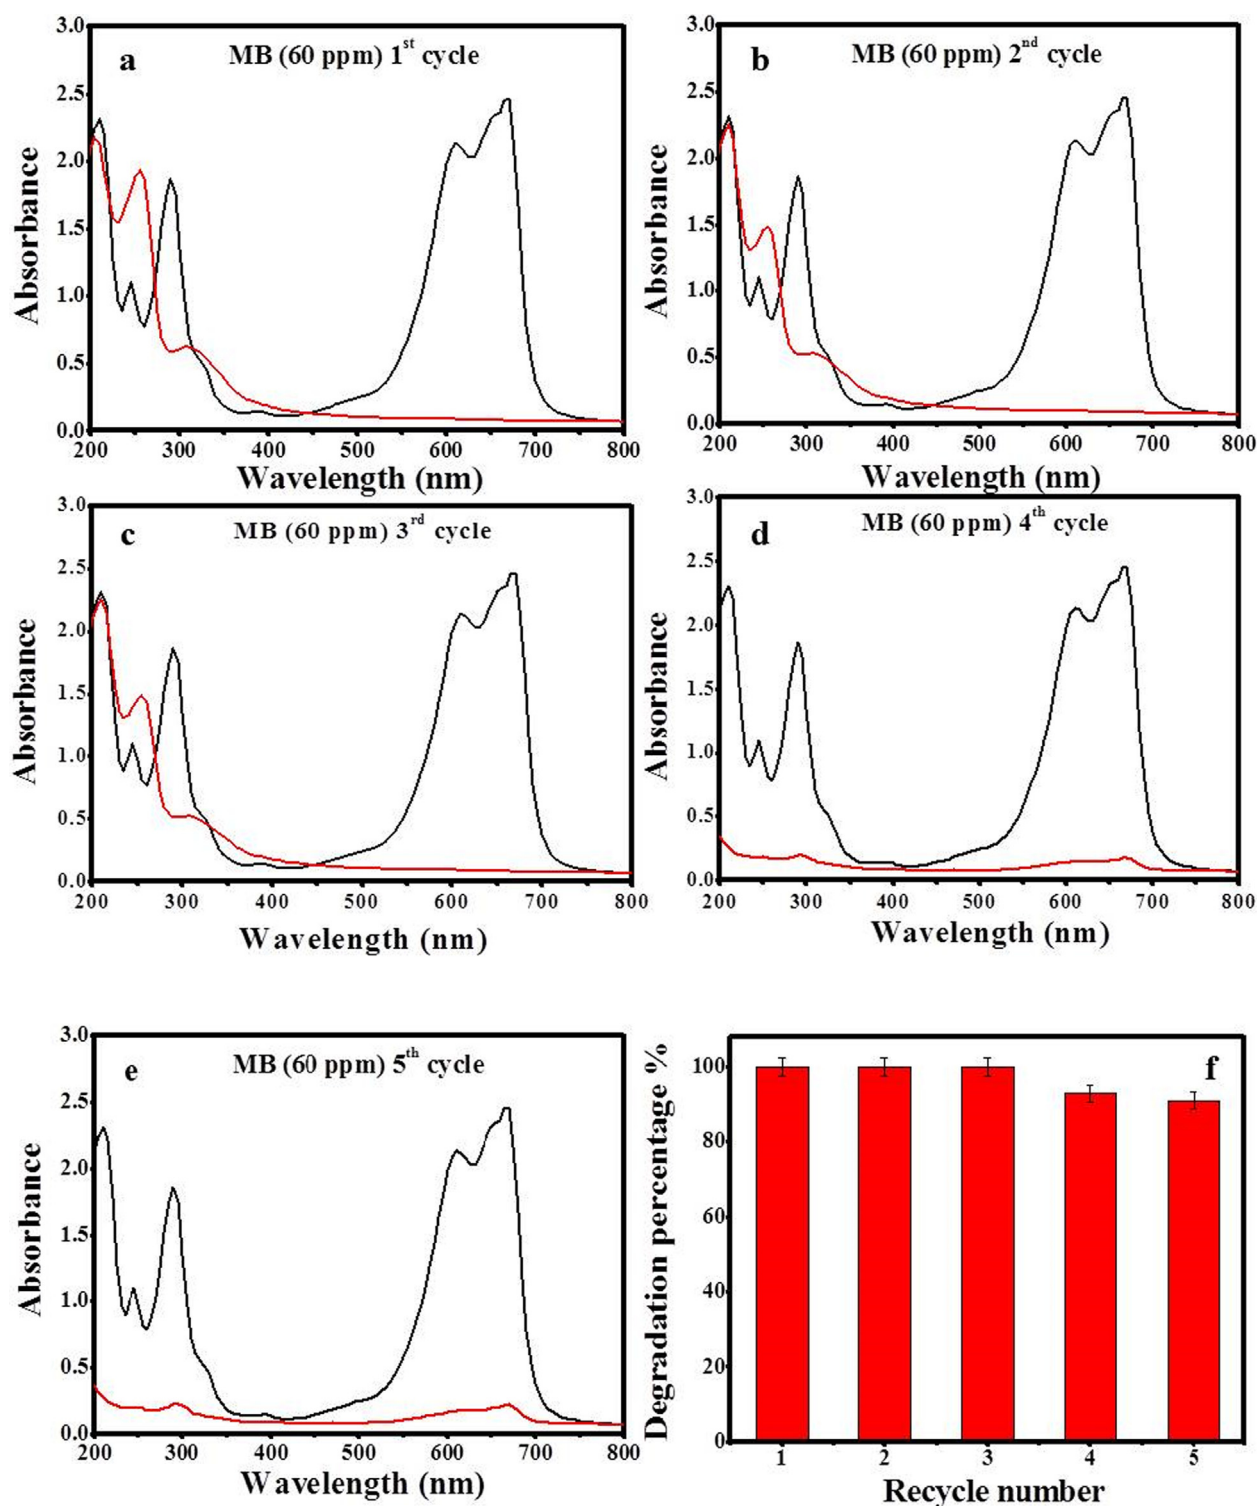 a
MB (60 ppm) 1st cycle
Absorbance
3.0
2.5
2.0
1.5
1.0
0.5
0.0
200 300 400 500 600 700 800
Wavelength (nm)
b
MB (60 ppm) 2nd cycle
Absorbance
3.0
2.5
2.0
1.5
1.0
0.5
0.0
200 300 400 500 600 700 800
Wavelength (nm)
c
MB (60 ppm) 3rd cycle
Absorbance
3.0
2.5
2.0
1.5
1.0
0.5
0.0
200 300 400 500 600 700 800
Wavelength (nm)
d
MB (60 ppm) 4th cycle
Absorbance
3.0
2.5
2.0
1.5
1.0
0.5
0.0
200 300 400 500 600 700 800
Wavelength (nm)
e
MB (60 ppm) 5th cycle
Absorbance
3.0
2.5
2.0
1.5
1.0
0.5
0.0
200 300 400 500 600 700 800
Wavelength (nm)
f
Degradation percentage %
100
80
60
40
20
0
1 2 3 4 5
Recycle number